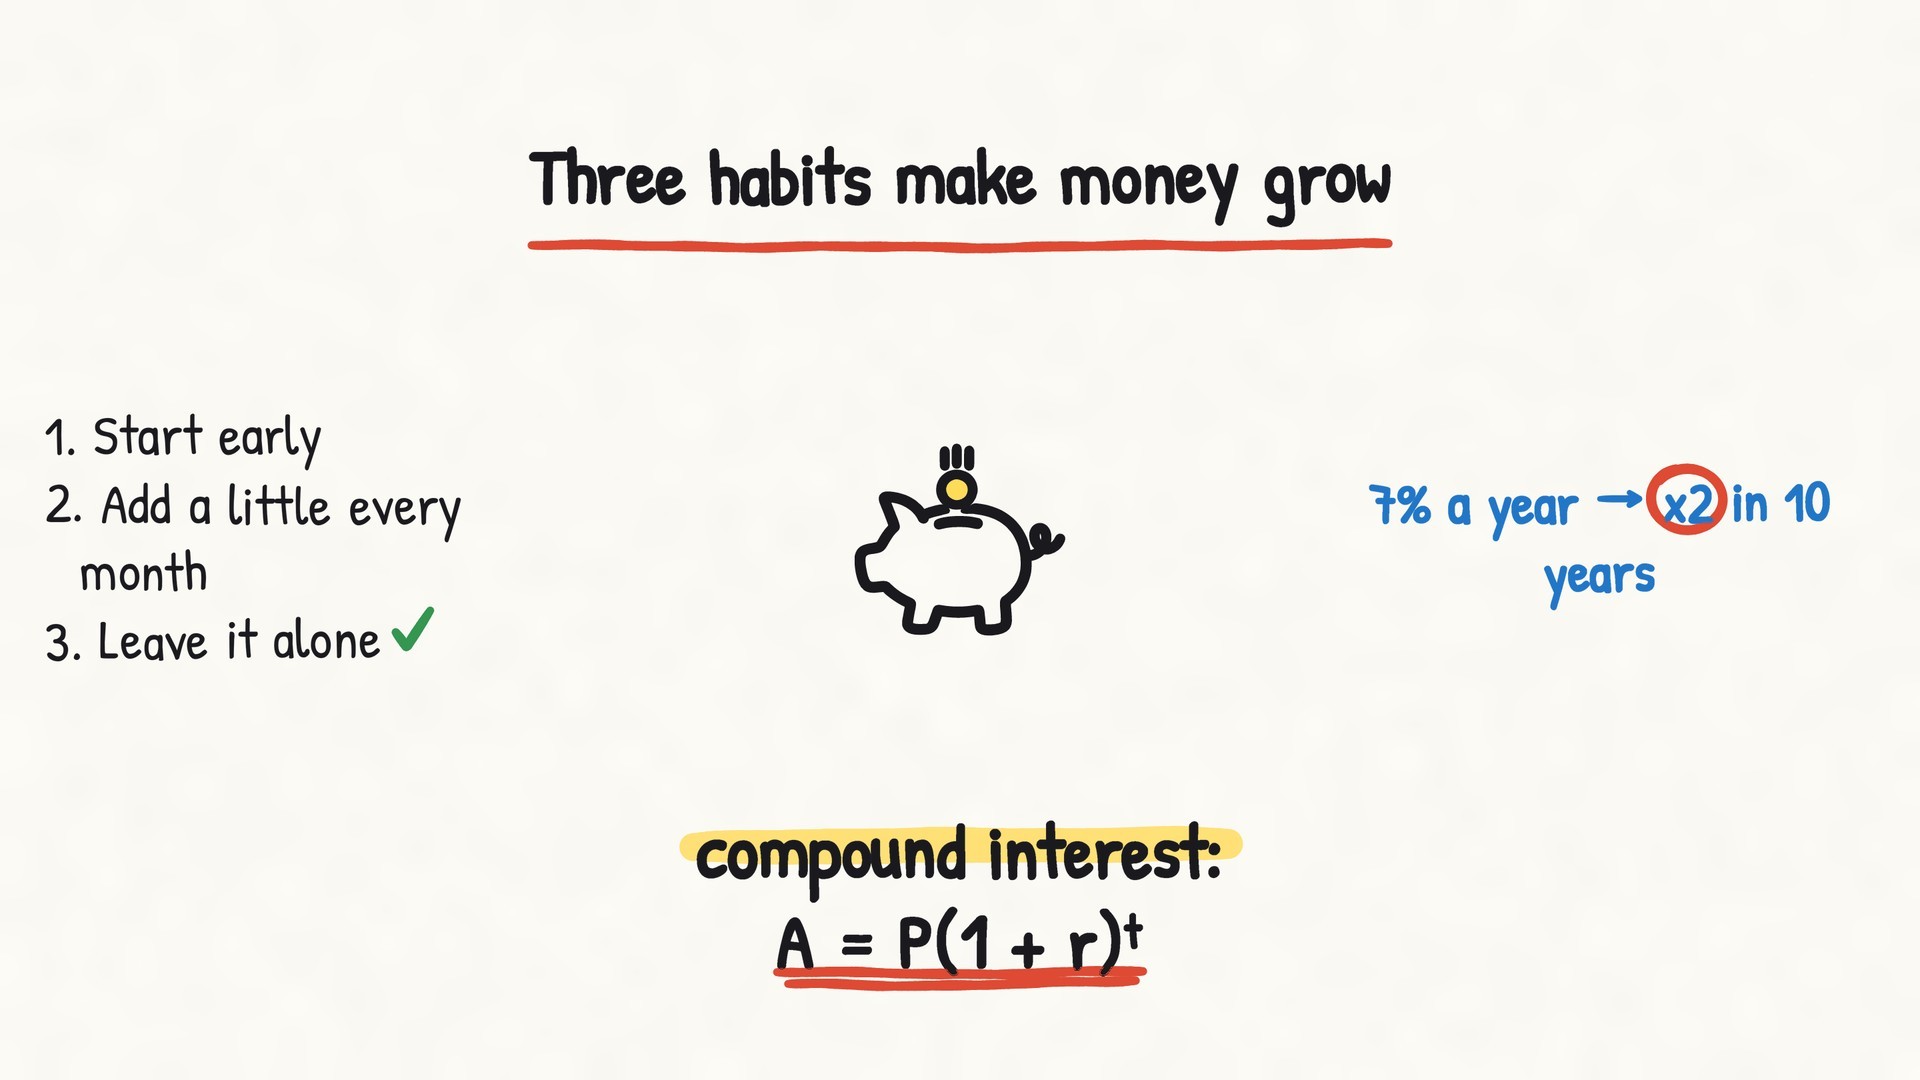 Three habits make money grow
1. Start early
2. Add a little every
month
3. Leave it alone
7% a year → x2 in 10
years
compound interest:
A = P(1 + r)ᵗ